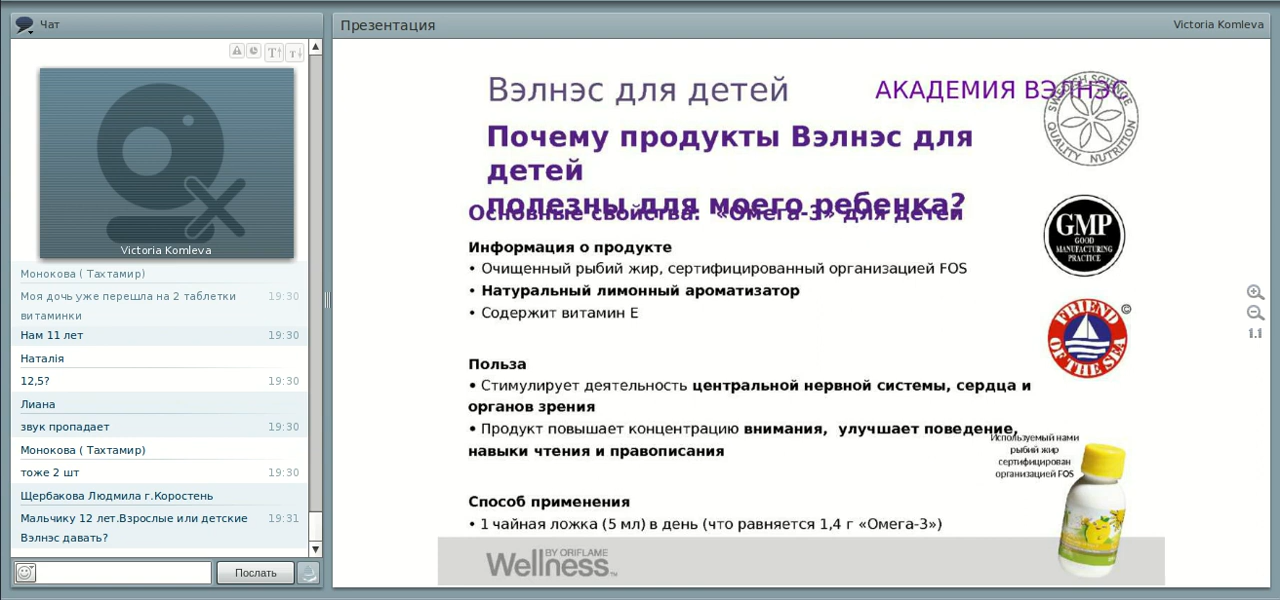 Чат
Victoria Komleva
Монокова ( Тахтамир)
Моя дочь уже перешла на 2 таблетки 19:30
витаминки
Нам 11 лет 19:30
Наталія
12,5? 19:30
Лиана
звук пропадает 19:30
Монокова ( Тахтамир)
тоже 2 шт 19:30
Щербакова Людмила г.Коростень
Мальчику 12 лет.Взрослые или детские 19:31
Вэлнэс давать?
Послать
Презентация
Victoria Komleva
Вэлнэс для детей
АКАДЕМИЯ ВЭЛНЭС
SWEDISH SCIENCE
QUALITY NUTRITION
Почему продукты Вэлнэс для
детей
полезны для моего ребенка?
Основные свойства: «Омега-3» для детей
GMP
GOOD
MANUFACTURING
PRACTICE
Информация о продукте
• Очищенный рыбий жир, сертифицированный организацией FOS
• Натуральный лимонный ароматизатор
• Содержит витамин Е
FRIEND
OF THE SEA
©
Польза
• Стимулирует деятельность центральной нервной системы, сердца и
органов зрения
• Продукт повышает концентрацию внимания, улучшает поведение,
навыки чтения и правописания
Используемый нами
рыбий жир
сертифицирован
организацией FOS
Способ применения
• 1 чайная ложка (5 мл) в день (что равняется 1,4 г «Омега-3»)
BY ORIFLAME
Wellness™
1:1